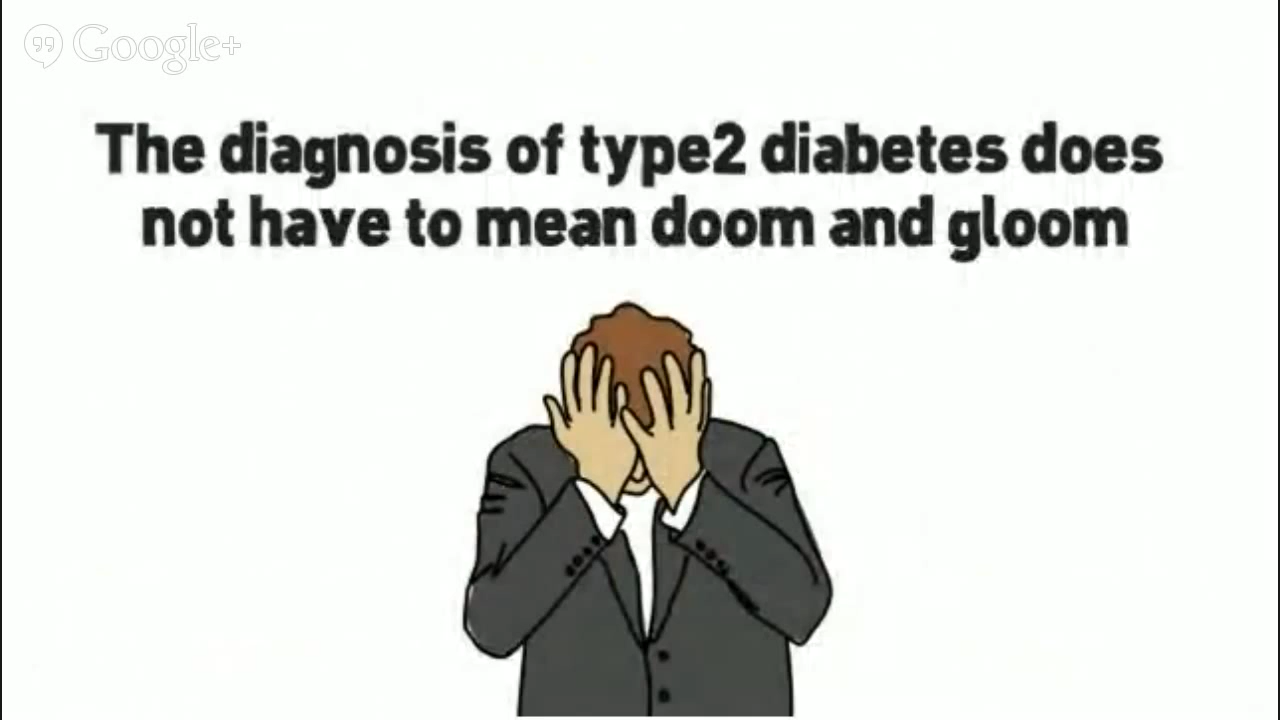 Google+
The diagnosis of type2 diabetes does
not have to mean doom and gloom